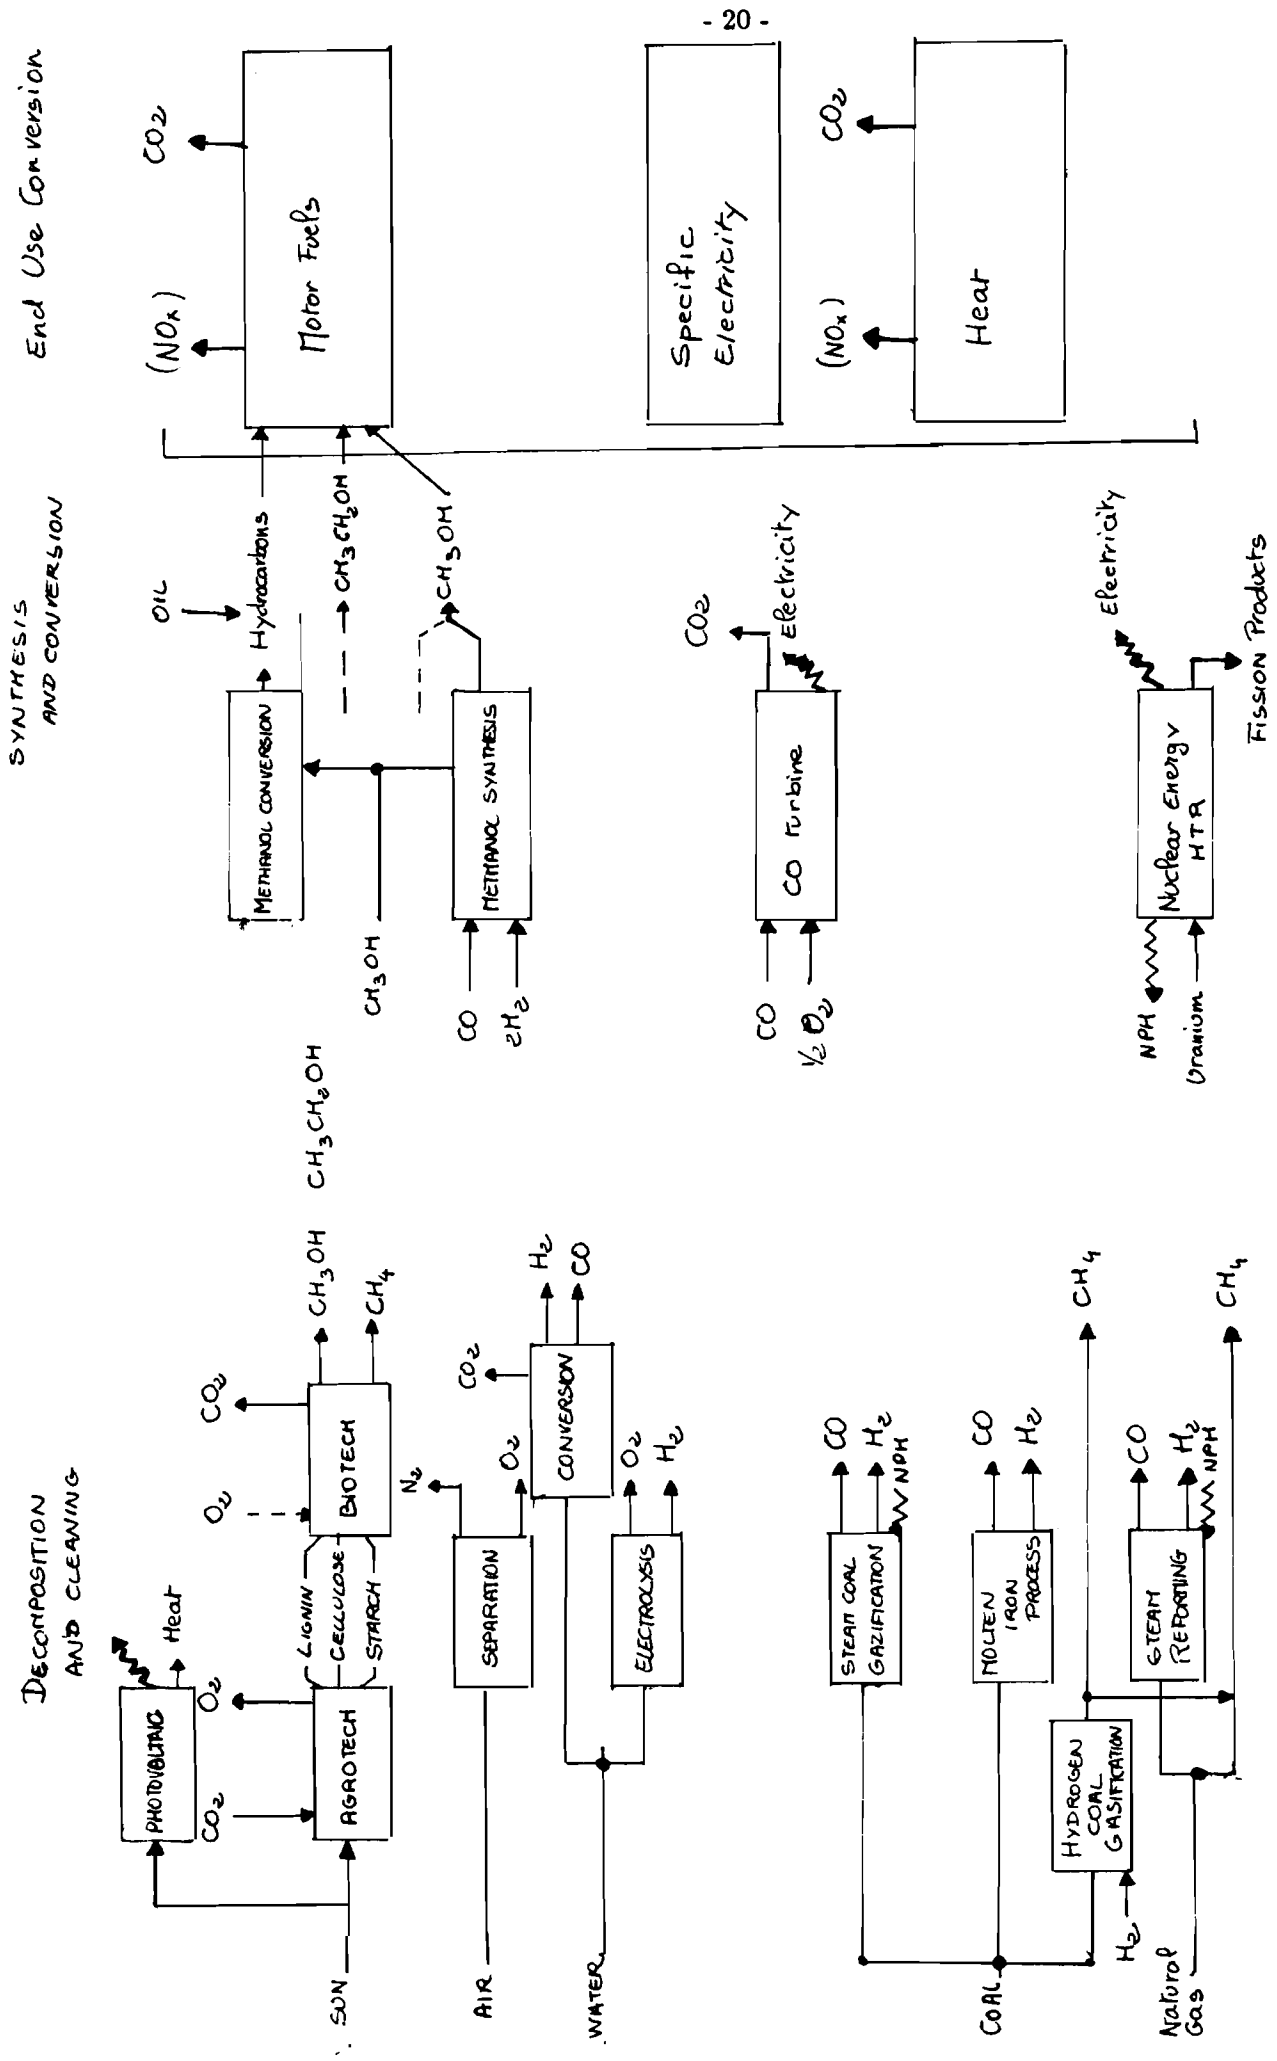 - 20 -
DECOMPOSITION
AND CLEANING
SYNTHESIS
AND CONVERSION
End Use Conversion
SUN
PHOTOVOLTAIC
Heat
CO2
O2
AGROTECH
LIGNIN
CELLULOSE
STARCH
O2
CO2
BIOTECH
CH3OH CH3CH2OH
CH4
AIR
SEPARATION
N2
O2
WATER
CONVERSION
CO2
H2
CO
ELECTROLYSIS
O2
H2
COAL
STEAM COAL
GAZIFICATION
CO
H2
NPH
MOLTEN
IRON
PROCESS
CO
H2
HYDROGEN
COAL
GASIFICATION
H2
CH4
Natural
Gas
STEAM
REFORMING
CO
H2
NPH
CH4
METHANOL CONVERSION
OIL
Hydrocarbons
CH3CH2OH
CH3OH
CH3OH
METHANOL SYNTHESIS
CO
2H2
CO
1/2 O2
CO turbine
CO2
Electricity
NPH
Uranium
Nuclear Energy
HTR
Electricity
Fission Products
(NOx)
CO2
Motor Fuels
Specific
Electricity
(NOx)
CO2
Heat